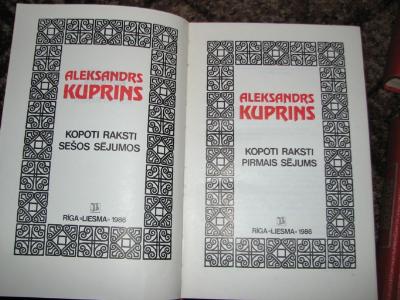 ALEKSANDRS
KUPRINS
KOPOTI RAKSTI
SEŠOS SĒJUMOS
RĪGA «LIESMA» 1986
ALEKSANDRS
KUPRINS
KOPOTI RAKSTI
PIRMAIS SĒJUMS
RĪGA «LIESMA» 1986